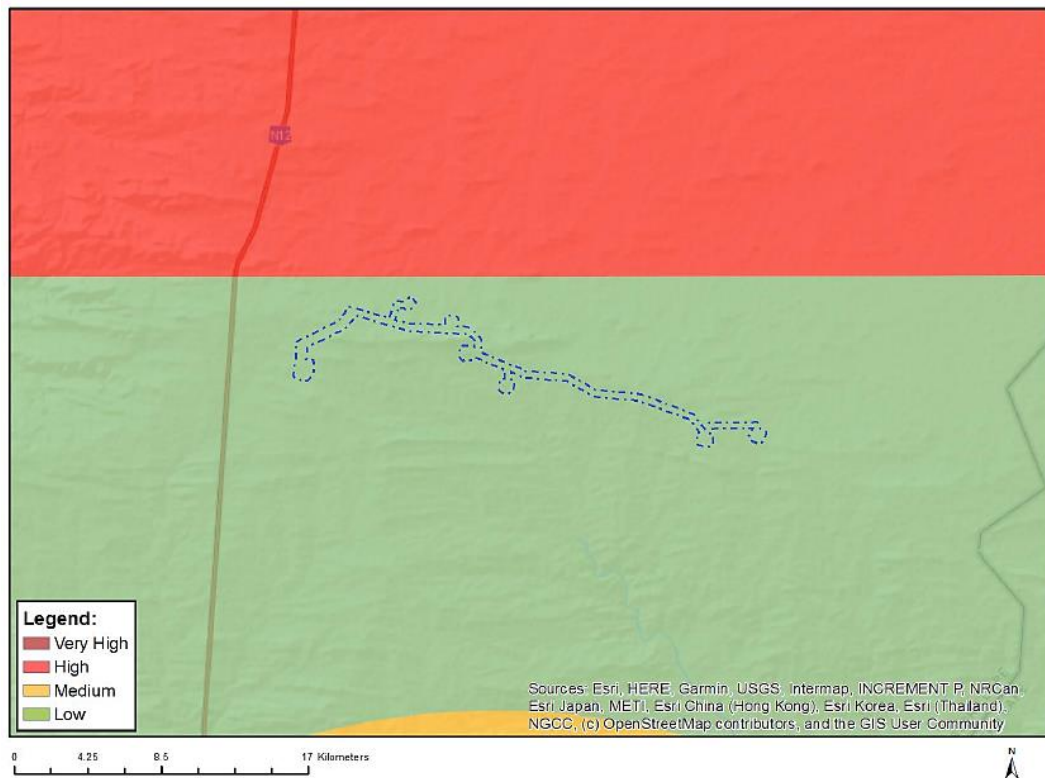 N12
Legend:
Very High
High
Medium
Low
Sources: Esri, HERE, Garmin, USGS, Intermap, INCREMENT P, NRCan,
Esri Japan, METI, Esri China (Hong Kong), Esri Korea, Esri (Thailand),
NGCC, (c) OpenStreetMap contributors, and the GIS User Community
0 4.25 8.5 17 Kilometers
N